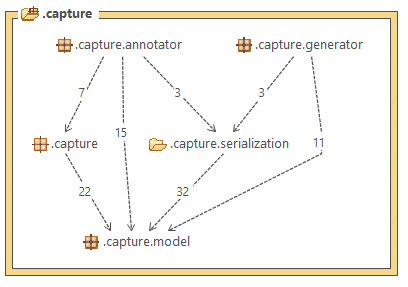 .capture
.capture.annotator
.capture.generator
7
3
3
15
11
.capture
.capture.serialization
22
32
.capture.model